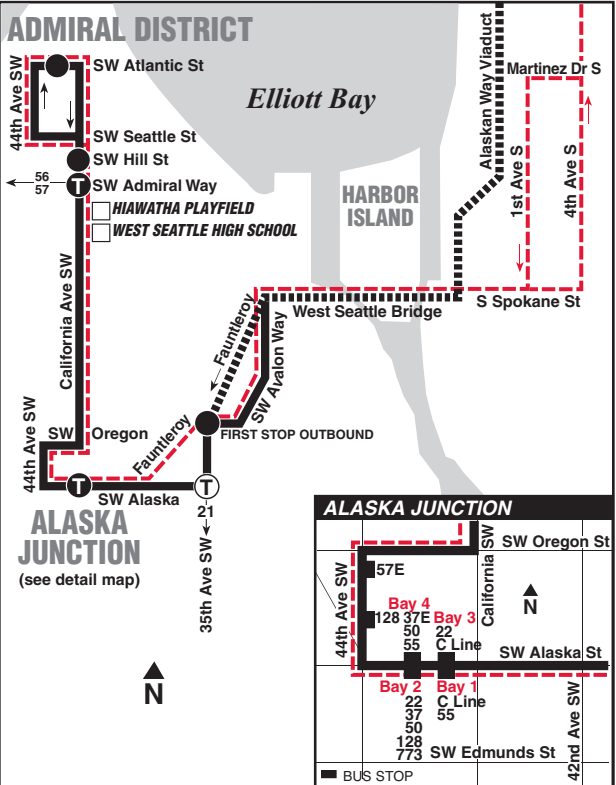 ADMIRAL DISTRICT
SW Atlantic St
44th Ave SW
SW Seattle St
SW Hill St
T SW Admiral Way
56
57
HIAWATHA PLAYFIELD
WEST SEATTLE HIGH SCHOOL
California Ave SW
Elliott Bay
HARBOR
ISLAND
Alaskan Way Viaduct
Martinez Dr S
1st Ave S
4th Ave S
S Spokane St
West Seattle Bridge
Fauntleroy
SW Avalon Way
FIRST STOP OUTBOUND
44th Ave SW
SW Oregon
Fauntleroy
T
SW Alaska
T
21
35th Ave SW
ALASKA
JUNCTION
(see detail map)
N
ALASKA JUNCTION
SW Oregon St
California SW
57E
44th Ave SW
N
Bay 4
128 37E
50
55
Bay 3
22
C Line
SW Alaska St
Bay 2
22
37
50
128
773
Bay 1
C Line
55
SW Edmunds St
42nd Ave SW
BUS STOP